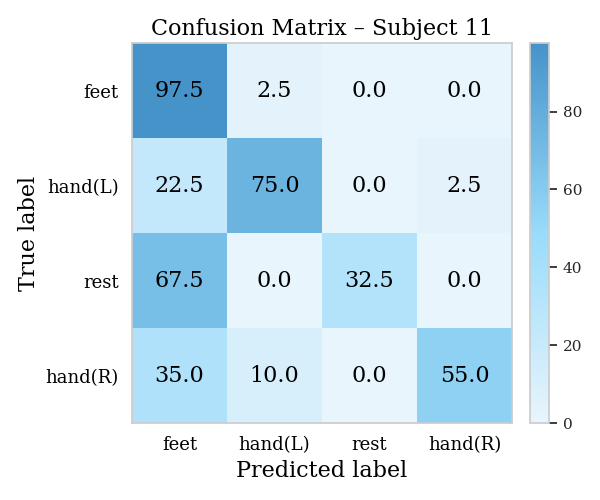 Confusion Matrix – Subject 11
feet 97.5 2.5 0.0 0.0
hand(L) 22.5 75.0 0.0 2.5
rest 67.5 0.0 32.5 0.0
hand(R) 35.0 10.0 0.0 55.0
feet hand(L) rest hand(R)
Predicted label
True label
80
60
40
20
0